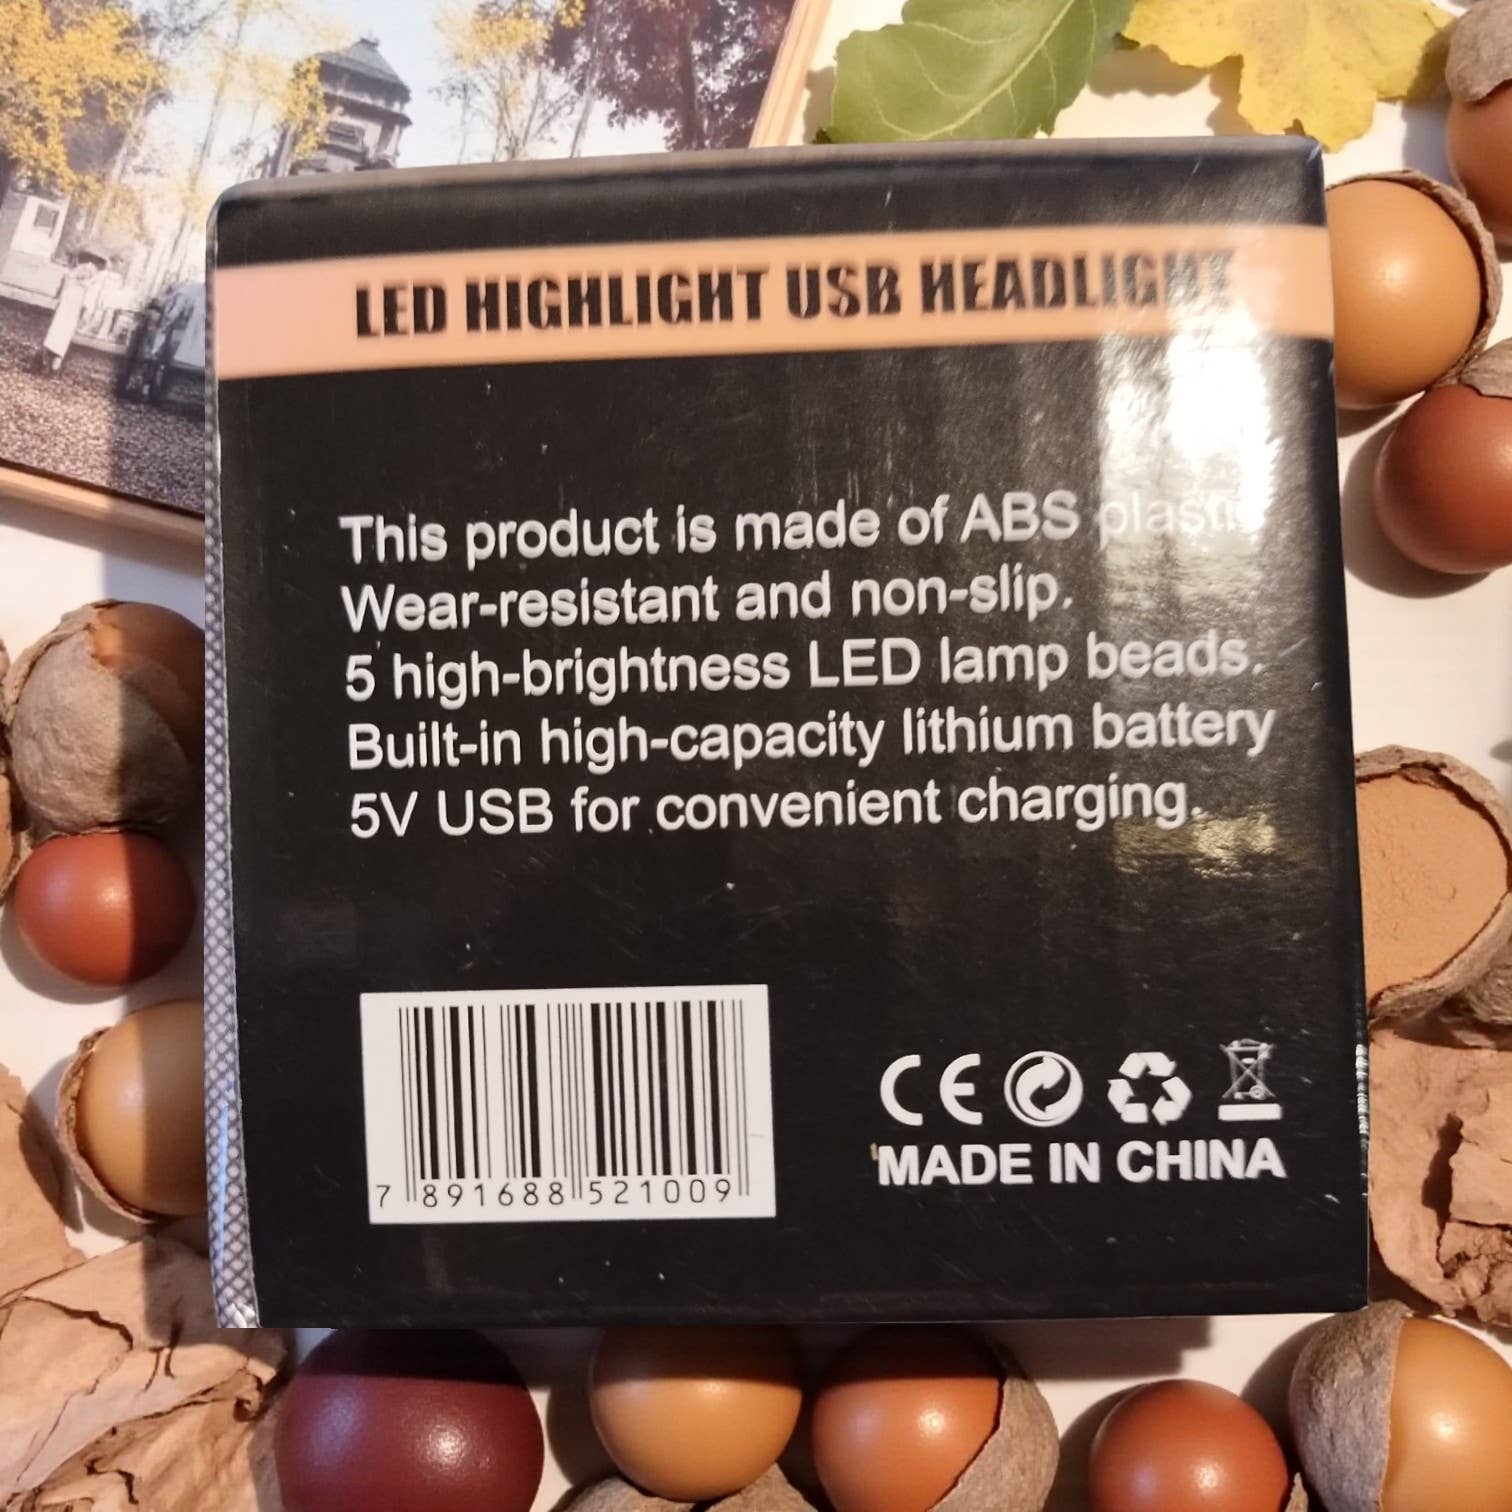 LED HIGHLIGHT USB HEADLIGHT
This product is made of ABS plastic
Wear-resistant and non-slip.
5 high-brightness LED lamp beads.
Built-in high-capacity lithium battery
5V USB for convenient charging.
7 891688 521009
CE
MADE IN CHINA